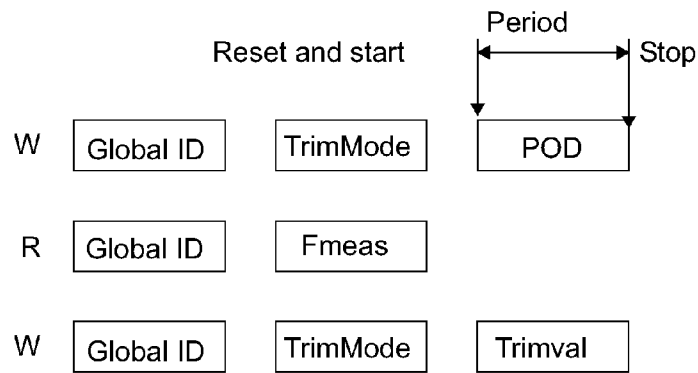 Period
Reset and start Stop
W Global ID TrimMode POD
R Global ID Fmeas
W Global ID TrimMode Trimval